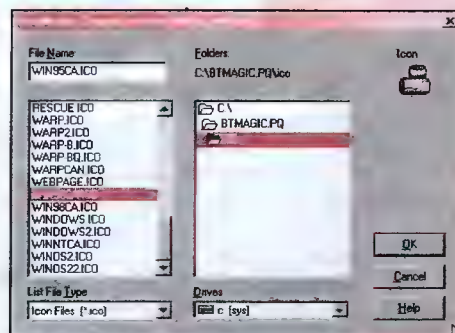 File Name
WIN95CA.ICO
RESCUE.ICO
WARP.ICO
WARP2.ICO
WARP-B.ICO
WARP BQ.ICO
WARPCAN.ICO
WEBPAGE.ICO
WIN98CA.ICO
WINDOWS.ICO
WINDOWS2.ICO
WINNTCA.ICO
WINOS2.ICO
WINOS22.ICO
List File Type
Icon Files (*.ico)
Folders:
C:\BTMAGIC.PQ\ico
C:\
BTMAGIC.PQ
Drives
c [sys]
Icon
OK
Cancel
Help